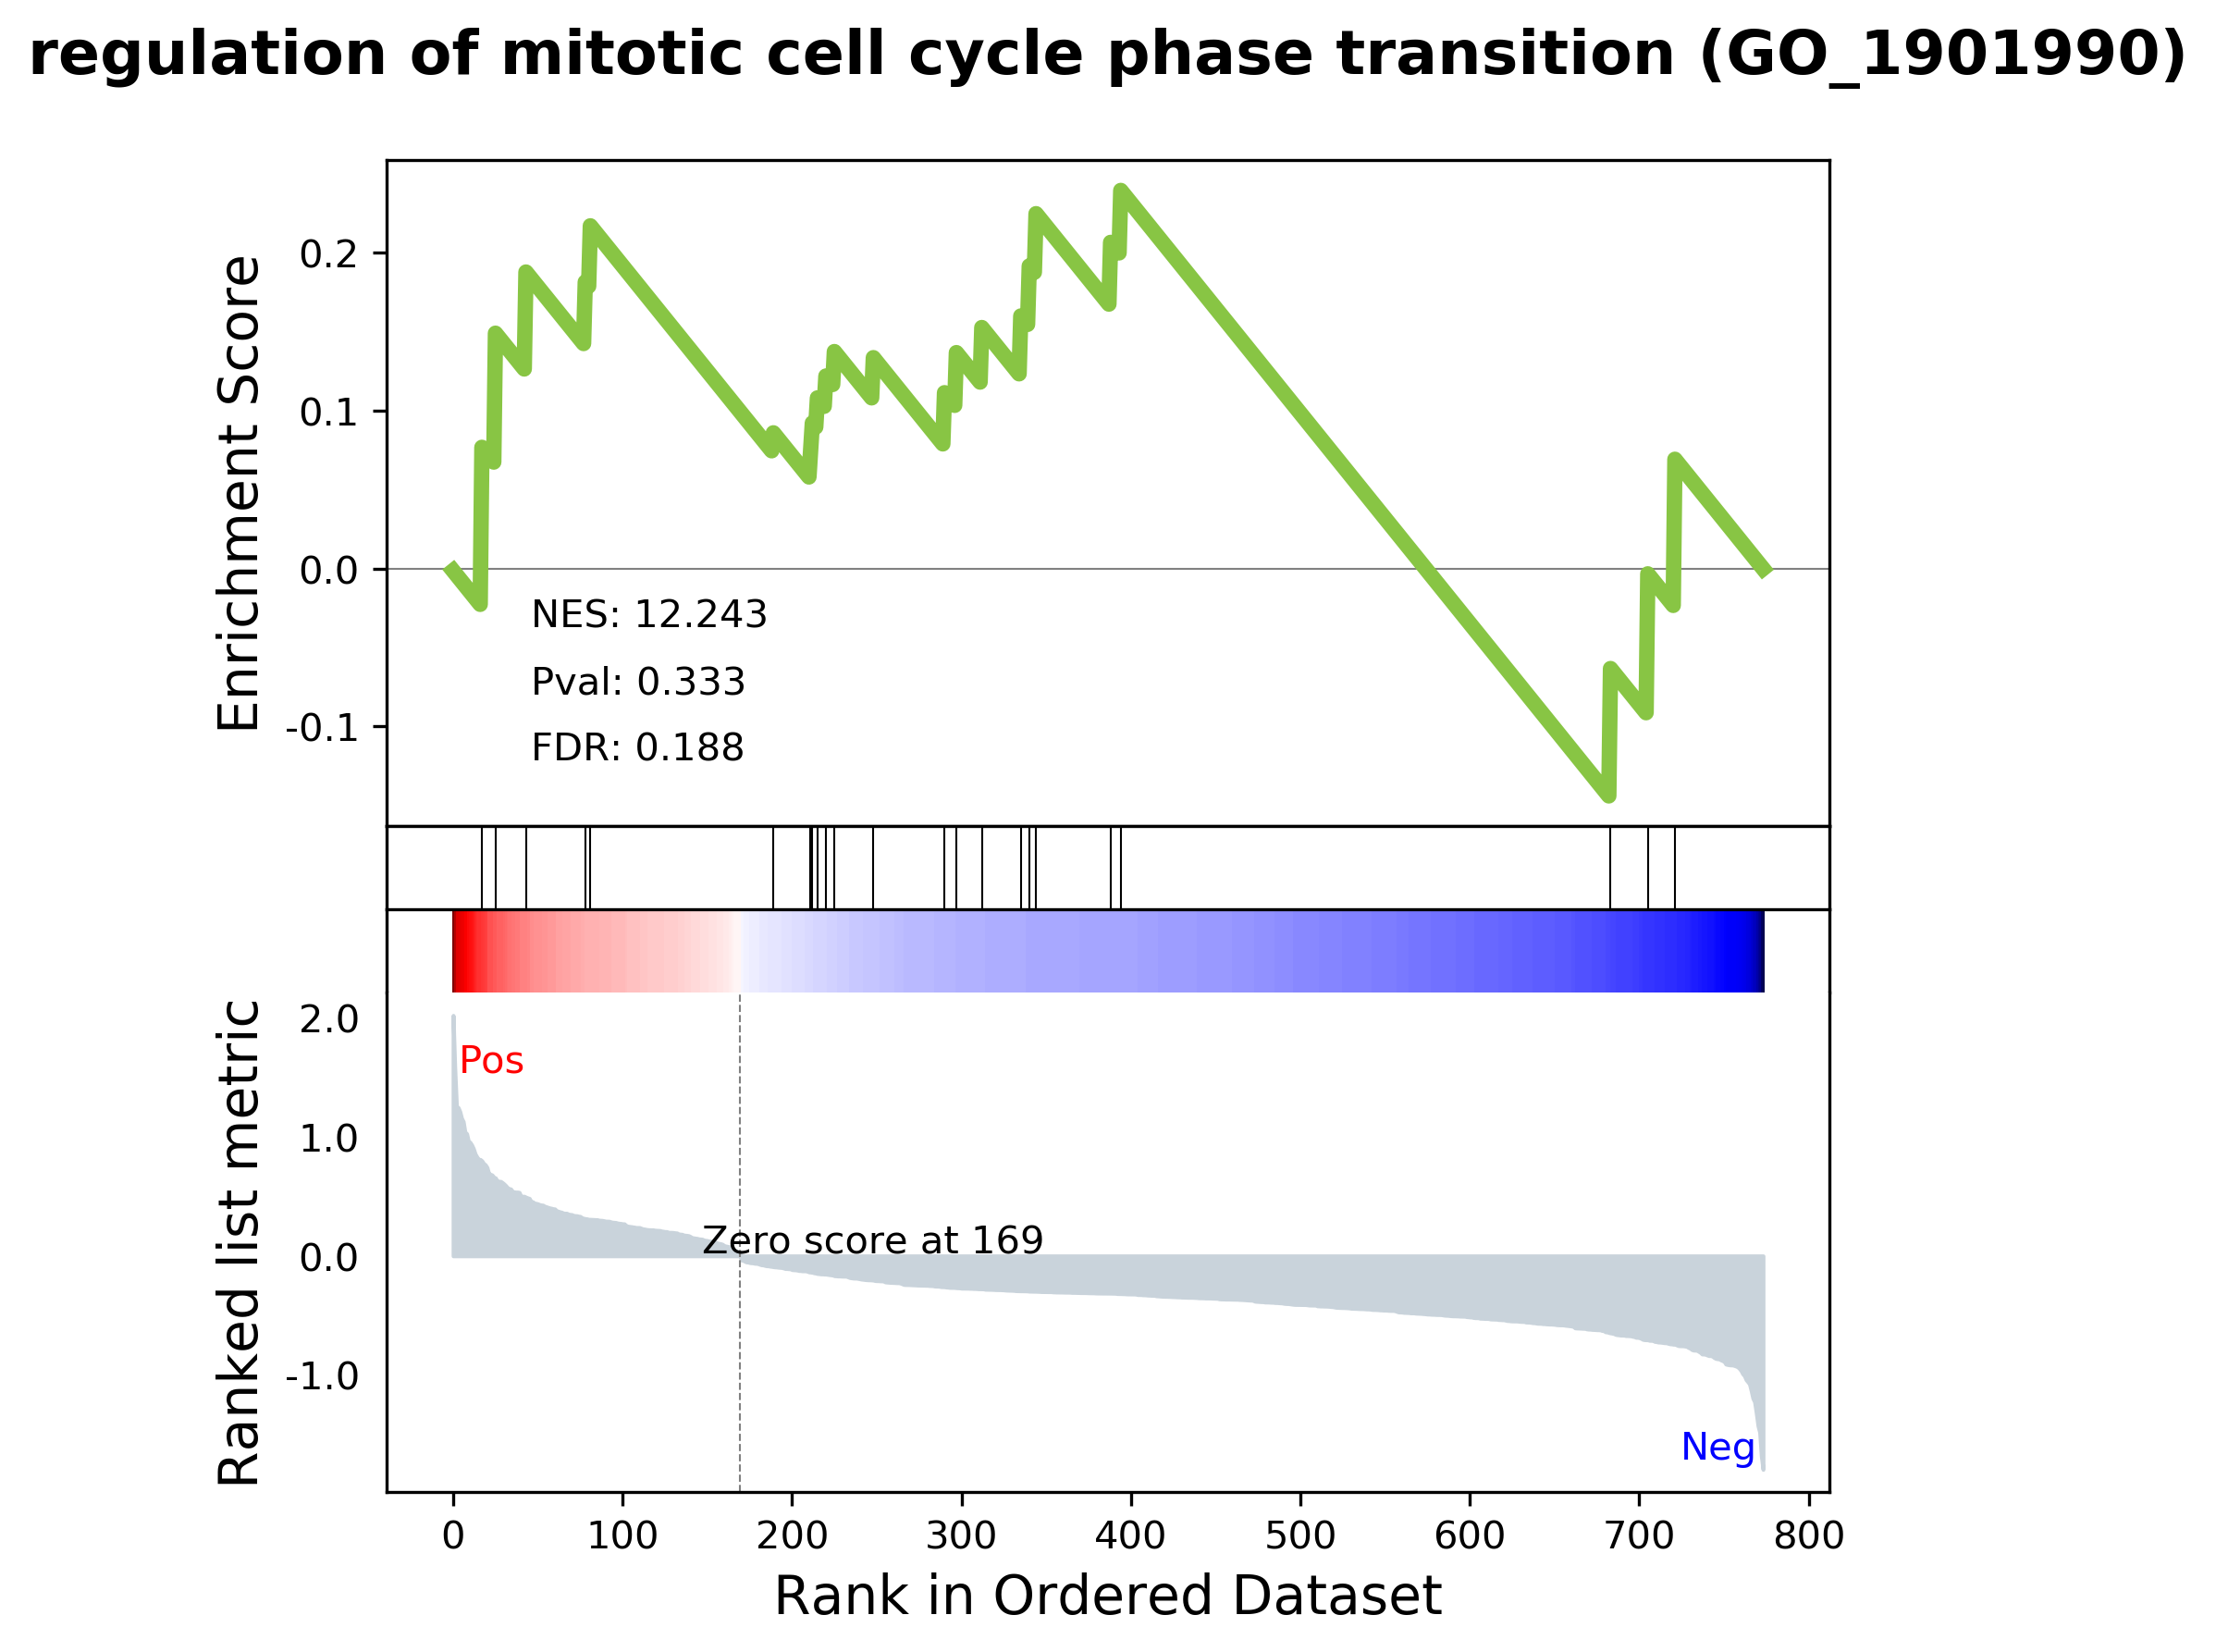 regulation of mitotic cell cycle phase transition (GO_1901990)
Enrichment Score
0.2
0.1
0.0
-0.1
NES: 12.243
Pval: 0.333
FDR: 0.188
Ranked list metric
2.0
1.0
0.0
-1.0
Pos
Zero score at 169
Neg
0 100 200 300 400 500 600 700 800
Rank in Ordered Dataset